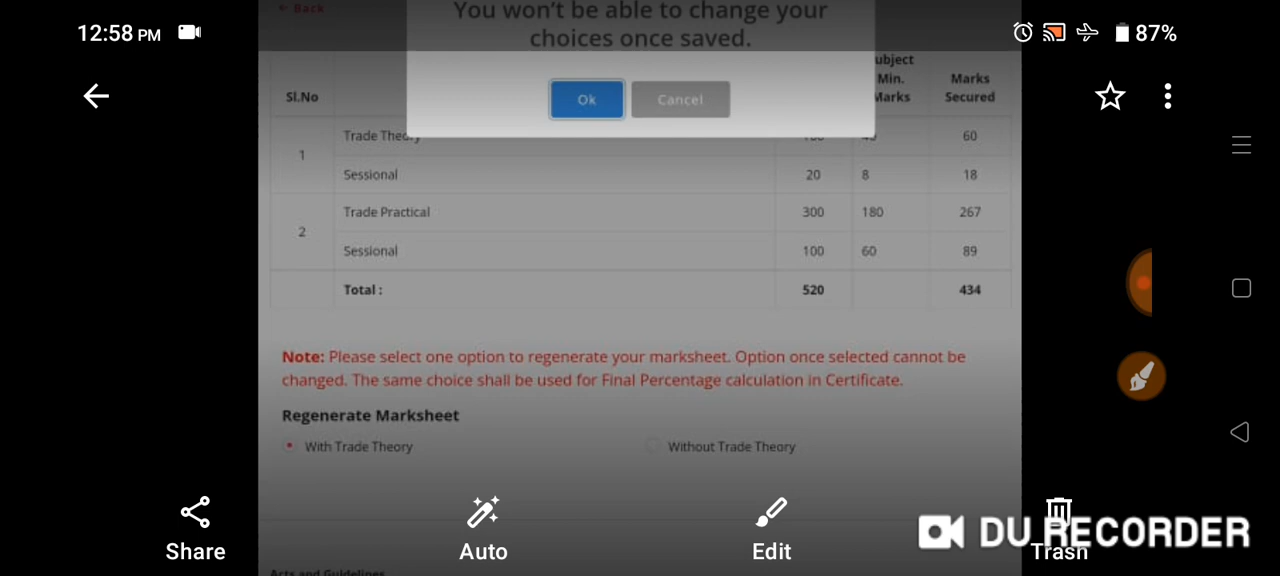 12:58 PM 87%
Back
You won't be able to change your
choices once saved.
Ok Cancel
Sl.No
Min.
Marks
Marks
Secured
1 Trade Theory 60
Sessional 20 8 18
2 Trade Practical 300 180 267
Sessional 100 60 89
Total : 520 434
Note: Please select one option to regenerate your marksheet. Option once selected cannot be
changed. The same choice shall be used for Final Percentage calculation in Certificate.
Regenerate Marksheet
With Trade Theory Without Trade Theory
Share Auto Edit Trash
DU RECORDER
Acts and Guidelines